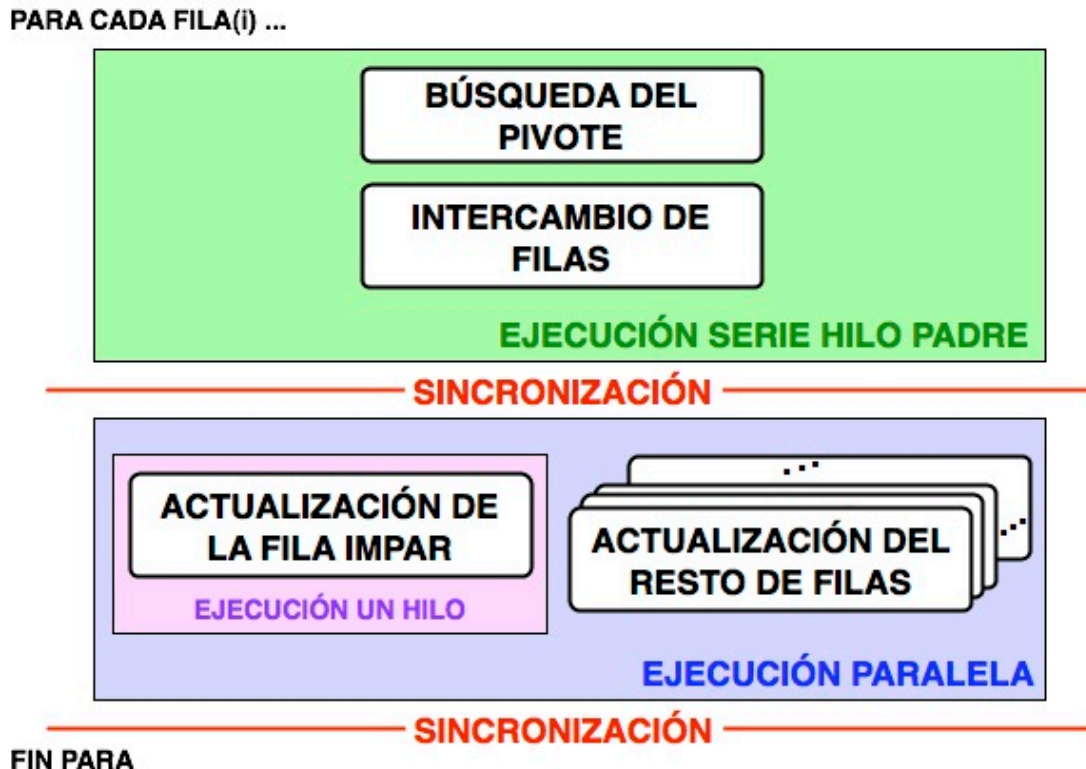 PARA CADA FILA(i) ...
BÚSQUEDA DEL
PIVOTE
INTERCAMBIO DE
FILAS
EJECUCIÓN SERIE HILO PADRE
SINCRONIZACIÓN
ACTUALIZACIÓN DE
LA FILA IMPAR
EJECUCIÓN UN HILO
...
...
ACTUALIZACIÓN DEL
RESTO DE FILAS
EJECUCIÓN PARALELA
SINCRONIZACIÓN
FIN PARA